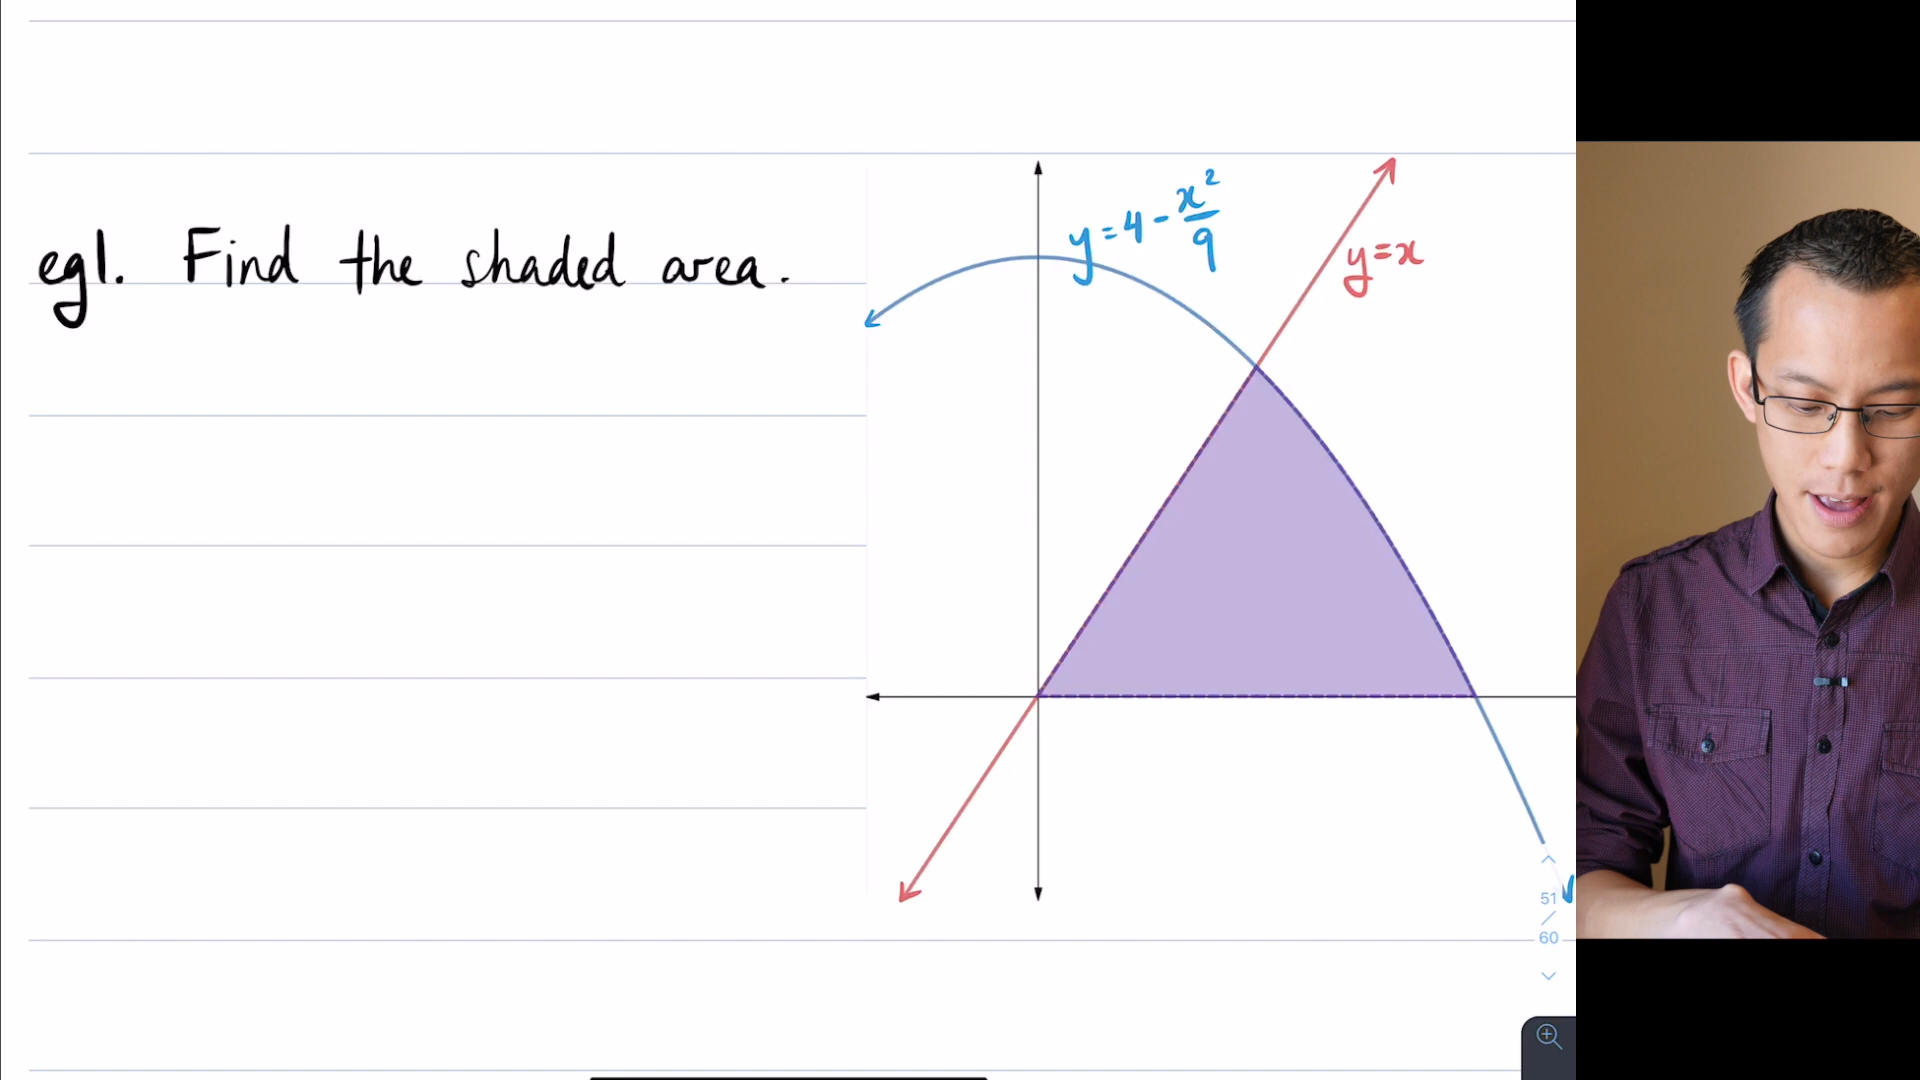 eg1. Find the shaded area.
y=4-x²/9
y=x
51
/
60